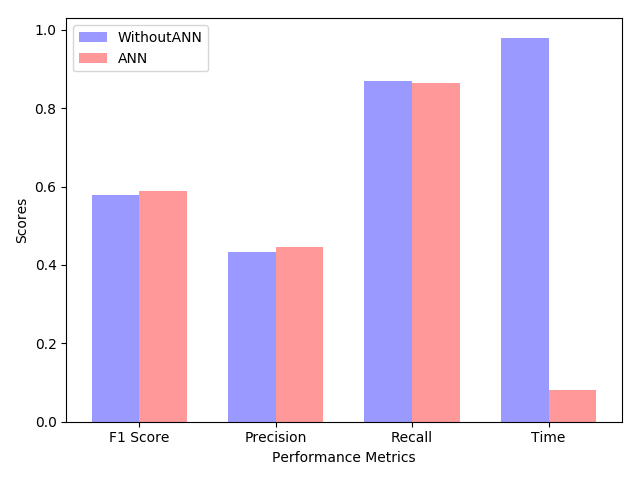 WithoutANN
ANN
1.0
0.8
0.6
0.4
0.2
0.0
Scores
F1 Score Precision Recall Time
Performance Metrics